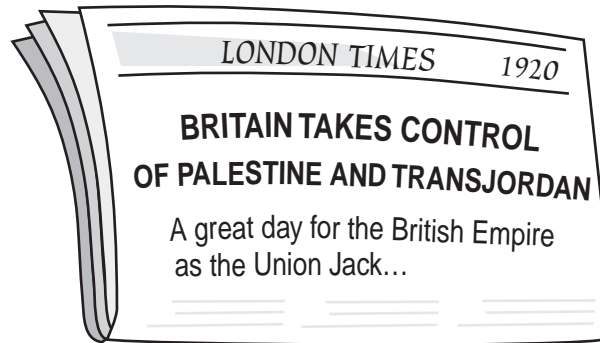 LONDON TIMES 1920
BRITAIN TAKES CONTROL
OF PALESTINE AND TRANSJORDAN
A great day for the British Empire
as the Union Jack...